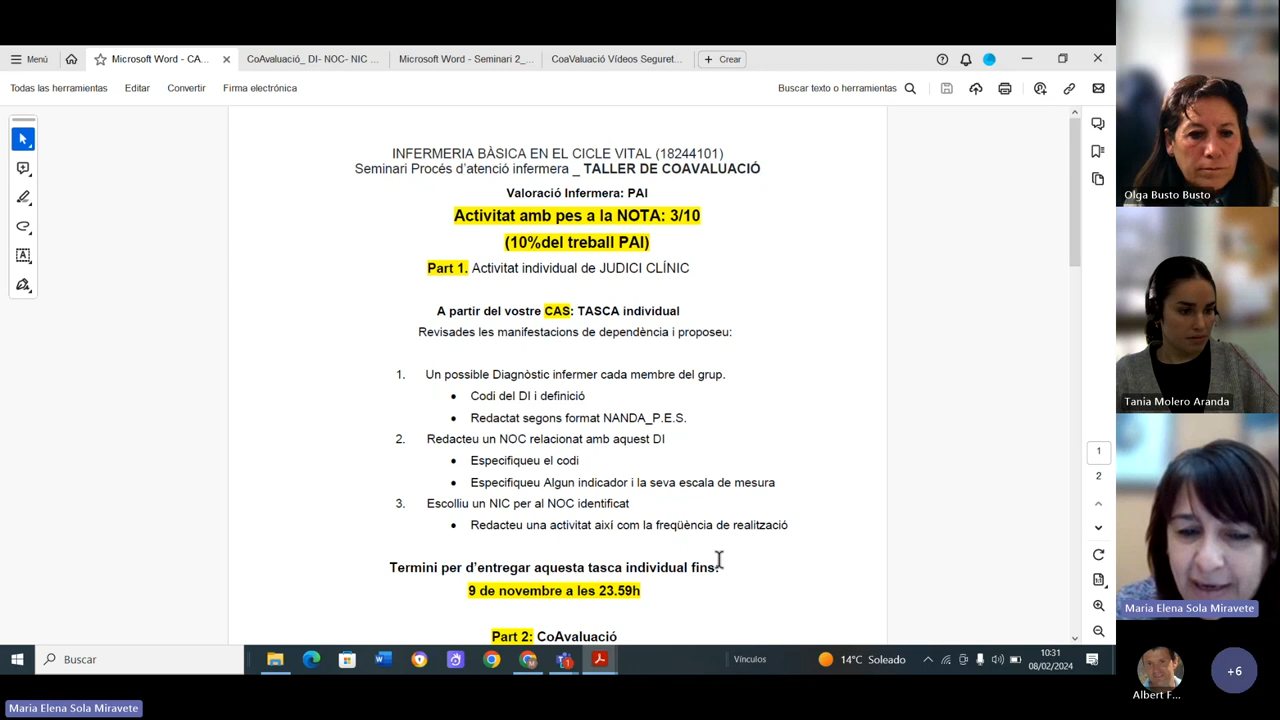 Menú
Microsoft Word - CA...
CoAvaluació_ DI- NOC- NIC ...
Microsoft Word - Seminari 2_...
CoaValuació Vídeos Seguret...
Crear
Todas las herramientas
Editar
Convertir
Firma electrónica
Buscar texto o herramientas
INFERMERIA BÀSICA EN EL CICLE VITAL (18244101)
Seminari Procés d'atenció infermera _ TALLER DE COAVALUACIÓ
Valoració Infermera: PAI
Activitat amb pes a la NOTA: 3/10
(10%del treball PAI)
Part 1. Activitat individual de JUDICI CLÍNIC
A partir del vostre CAS: TASCA individual
Revisades les manifestacions de dependència i proposeu:
1. Un possible Diagnòstic infermer cada membre del grup.
• Codi del DI i definició
• Redactat segons format NANDA_P.E.S.
2. Redacteu un NOC relacionat amb aquest DI
• Especifiqueu el codi
• Especifiqueu Algun indicador i la seva escala de mesura
3. Escolliu un NIC per al NOC identificat
• Redacteu una activitat així com la freqüència de realització
Termini per d'entregar aquesta tasca individual fins:
9 de novembre a les 23.59h
Part 2: CoAvaluació
1
2
Olga Busto Busto
Tania Molero Aranda
Maria Elena Sola Miravete
Albert F...
+6
Buscar
1
Vínculos
14°C Soleado
10:31
08/02/2024
Maria Elena Sola Miravete